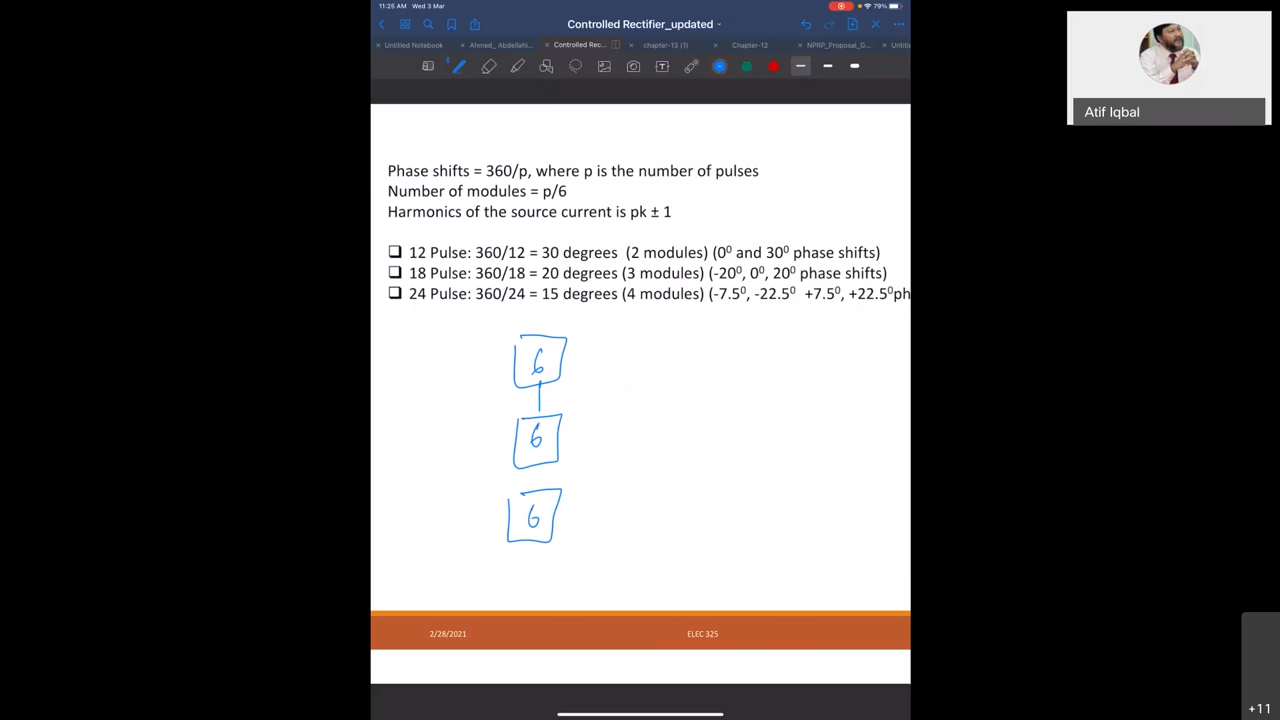 11:25 AM Wed 3 Mar
79%
Controlled Rectifier_updated
Untitled Notebook
Ahmed_ Abdellahi...
Controlled Rec...
chapter-13 (1)
Chapter-12
NPRP_Proposal_G...
Untitl
Atif Iqbal
Phase shifts = 360/p, where p is the number of pulses
Number of modules = p/6
Harmonics of the source current is pk ± 1
12 Pulse: 360/12 = 30 degrees (2 modules) (0⁰ and 30⁰ phase shifts)
18 Pulse: 360/18 = 20 degrees (3 modules) (-20⁰, 0⁰, 20⁰ phase shifts)
24 Pulse: 360/24 = 15 degrees (4 modules) (-7.5⁰, -22.5⁰ +7.5⁰, +22.5⁰ph
6
6
6
2/28/2021
ELEC 325
+11